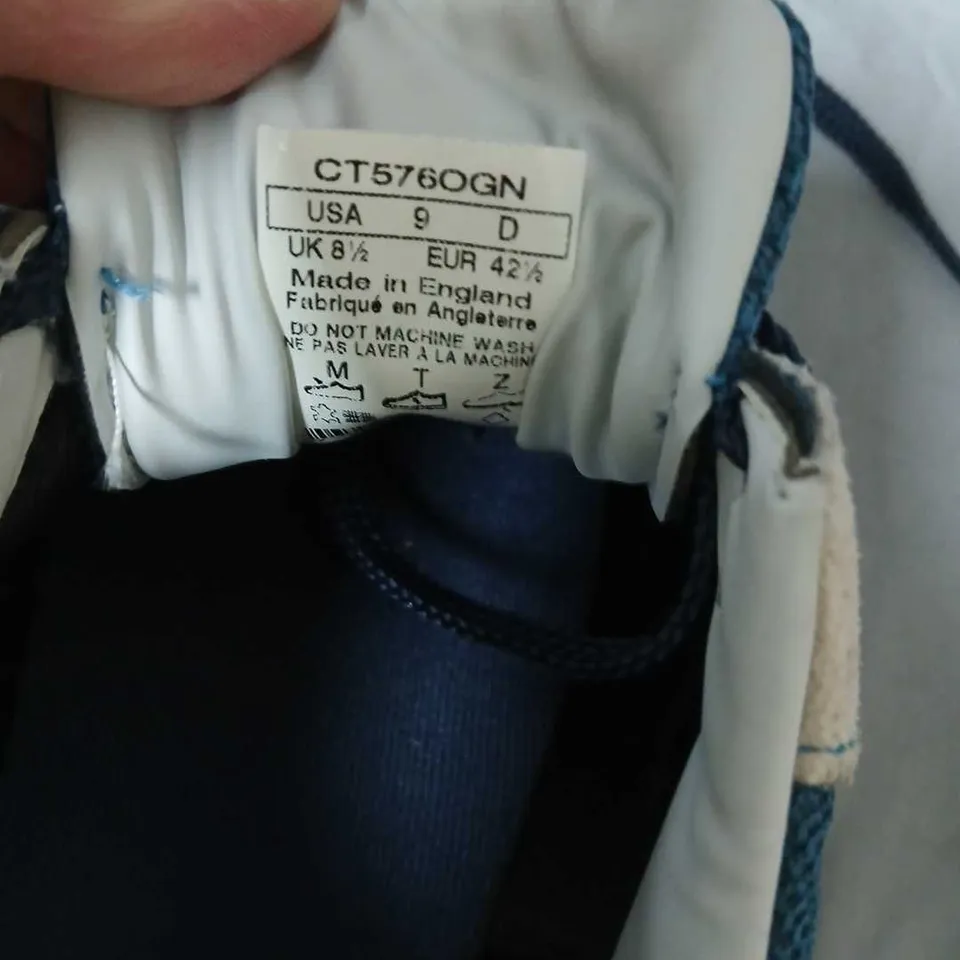 CT576OGN
USA 9 D
UK 8½ EUR 42½
Made in England
Fabriqué en Angleterre
DO NOT MACHINE WASH
NE PAS LAVER À LA MACHINE
M T Z